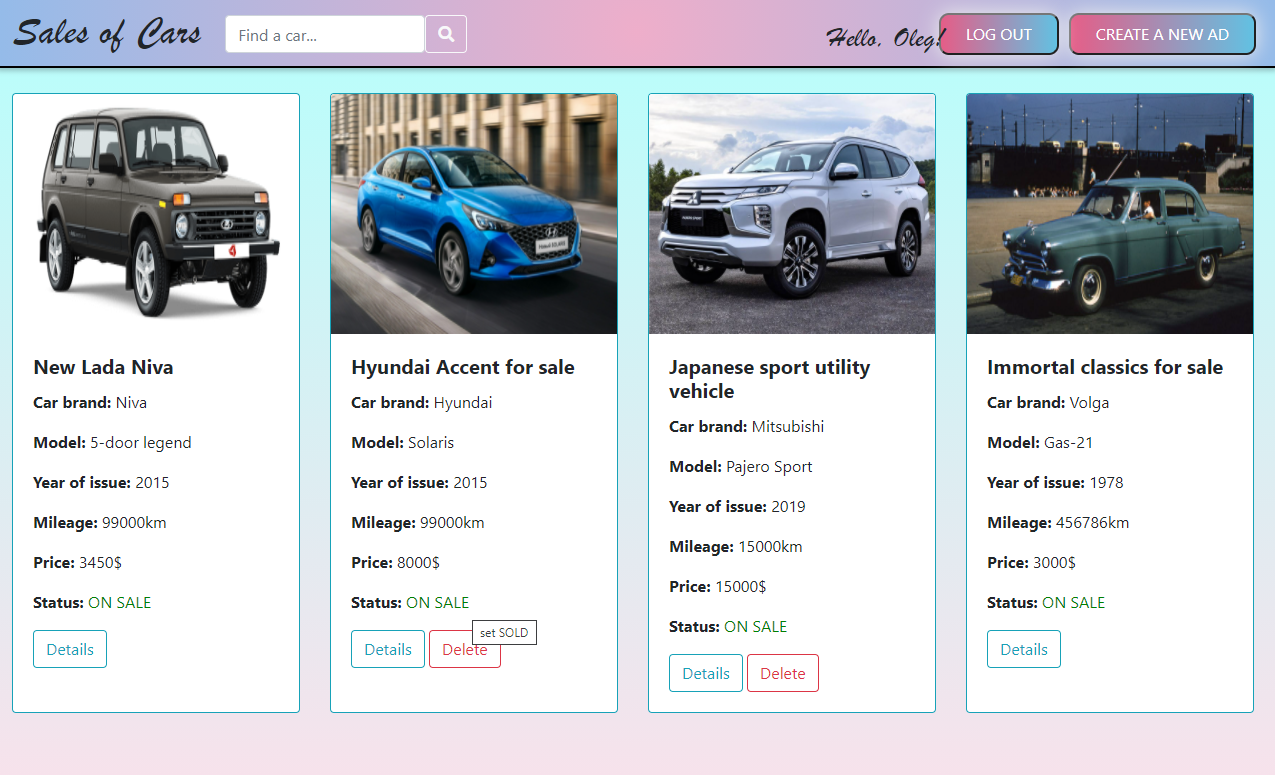 Sales of Cars
Find a car...
Hello, Oleg!
LOG OUT
CREATE A NEW AD
New Lada Niva
Car brand: Niva
Model: 5-door legend
Year of issue: 2015
Mileage: 99000km
Price: 3450$
Status: ON SALE
Details
Hyundai Accent for sale
Car brand: Hyundai
Model: Solaris
Year of issue: 2015
Mileage: 99000km
Price: 8000$
Status: ON SALE
set SOLD
Details
Delete
Japanese sport utility
vehicle
Car brand: Mitsubishi
Model: Pajero Sport
Year of issue: 2019
Mileage: 15000km
Price: 15000$
Status: ON SALE
Details
Delete
Immortal classics for sale
Car brand: Volga
Model: Gas-21
Year of issue: 1978
Mileage: 456786km
Price: 3000$
Status: ON SALE
Details